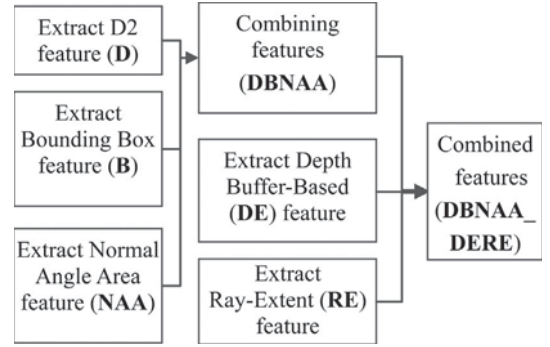 Extract D2
feature (D)
Extract
Bounding Box
feature (B)
Extract Normal
Angle Area
feature (NAA)
Combining
features
(DBNAA)
Extract Depth
Buffer-Based
(DE) feature
Extract
Ray-Extent (RE)
feature
Combined
features
(DBNAA_
DERE)